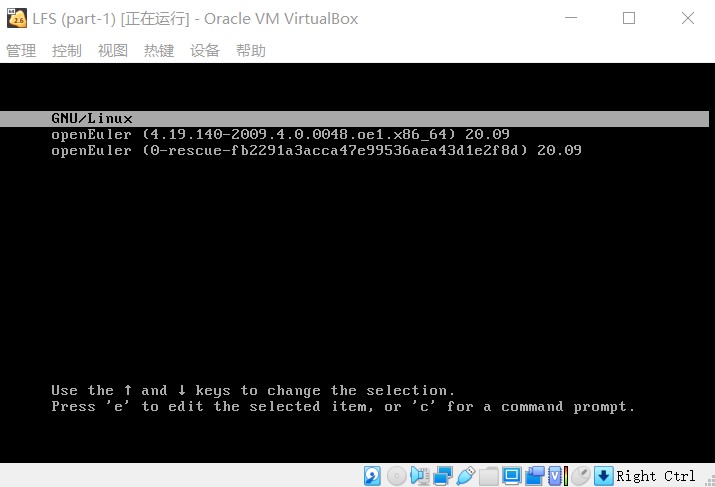 LFS (part-1) [正在运行] - Oracle VM VirtualBox
管理 控制 视图 热键 设备 帮助
GNU/Linux
openEuler (4.19.140-2009.4.0.0048.oe1.x86_64) 20.09
openEuler (0-rescue-fb2291a3acca47e99536aea43d1e2f8d) 20.09
Use the ↑ and ↓ keys to change the selection.
Press 'e' to edit the selected item, or 'c' for a command prompt.
Right Ctrl